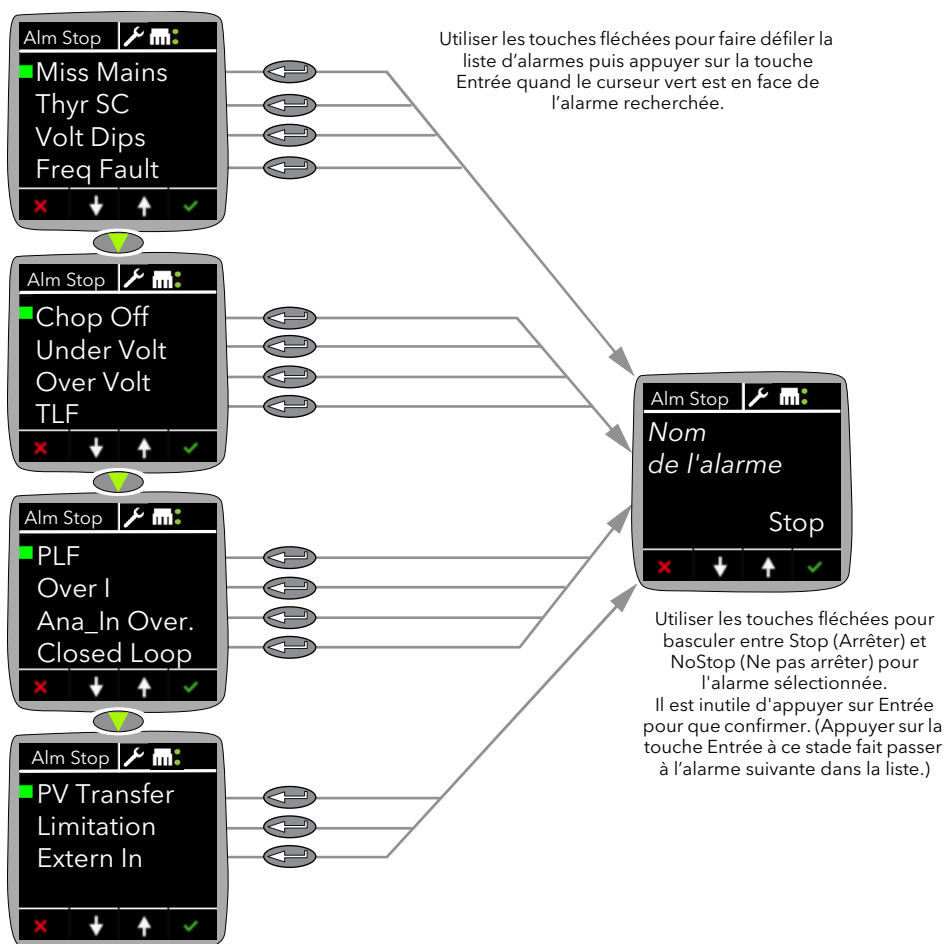 Alm Stop
Miss Mains
Thyr SC
Volt Dips
Freq Fault
Utiliser les touches fléchées pour faire défiler la
liste d'alarmes puis appuyer sur la touche
Entrée quand le curseur vert est en face de
l'alarme recherchée.
Alm Stop
Chop Off
Under Volt
Over Volt
TLF
Alm Stop
PLF
Over I
Ana_In Over.
Closed Loop
Alm Stop
PV Transfer
Limitation
Extern In
Alm Stop
Nom
de l'alarme
Stop
Utiliser les touches fléchées pour
basculer entre Stop (Arrêter) et
NoStop (Ne pas arrêter) pour
l'alarme sélectionnée.
Il est inutile d'appuyer sur Entrée
pour que confirmer. (Appuyer sur la
touche Entrée à ce stade fait passer
à l'alarme suivante dans la liste.)